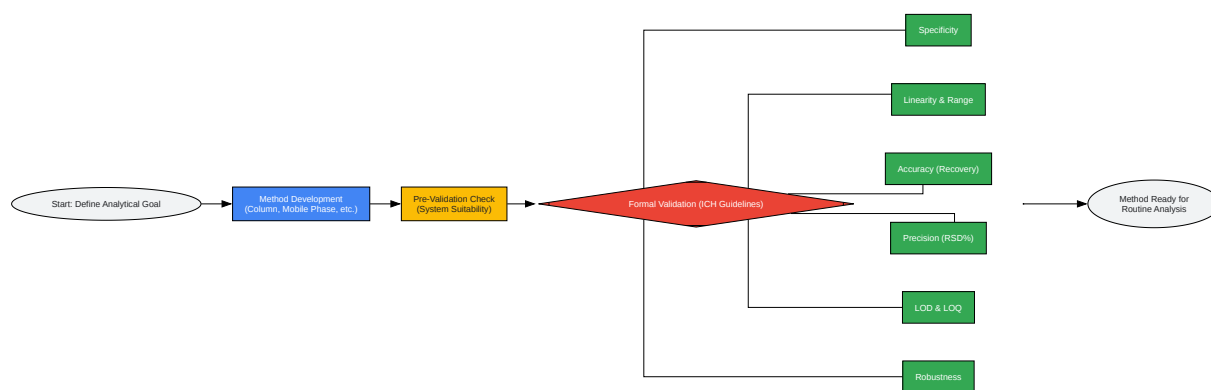 Start: Define Analytical Goal
Method Development
(Column, Mobile Phase, etc.)
Pre-Validation Check
(System Suitability)
Formal Validation (ICH Guidelines)
Specificity
Linearity & Range
Accuracy (Recovery)
Precision (RSD%)
LOD & LOQ
Robustness
Method Ready for
Routine Analysis